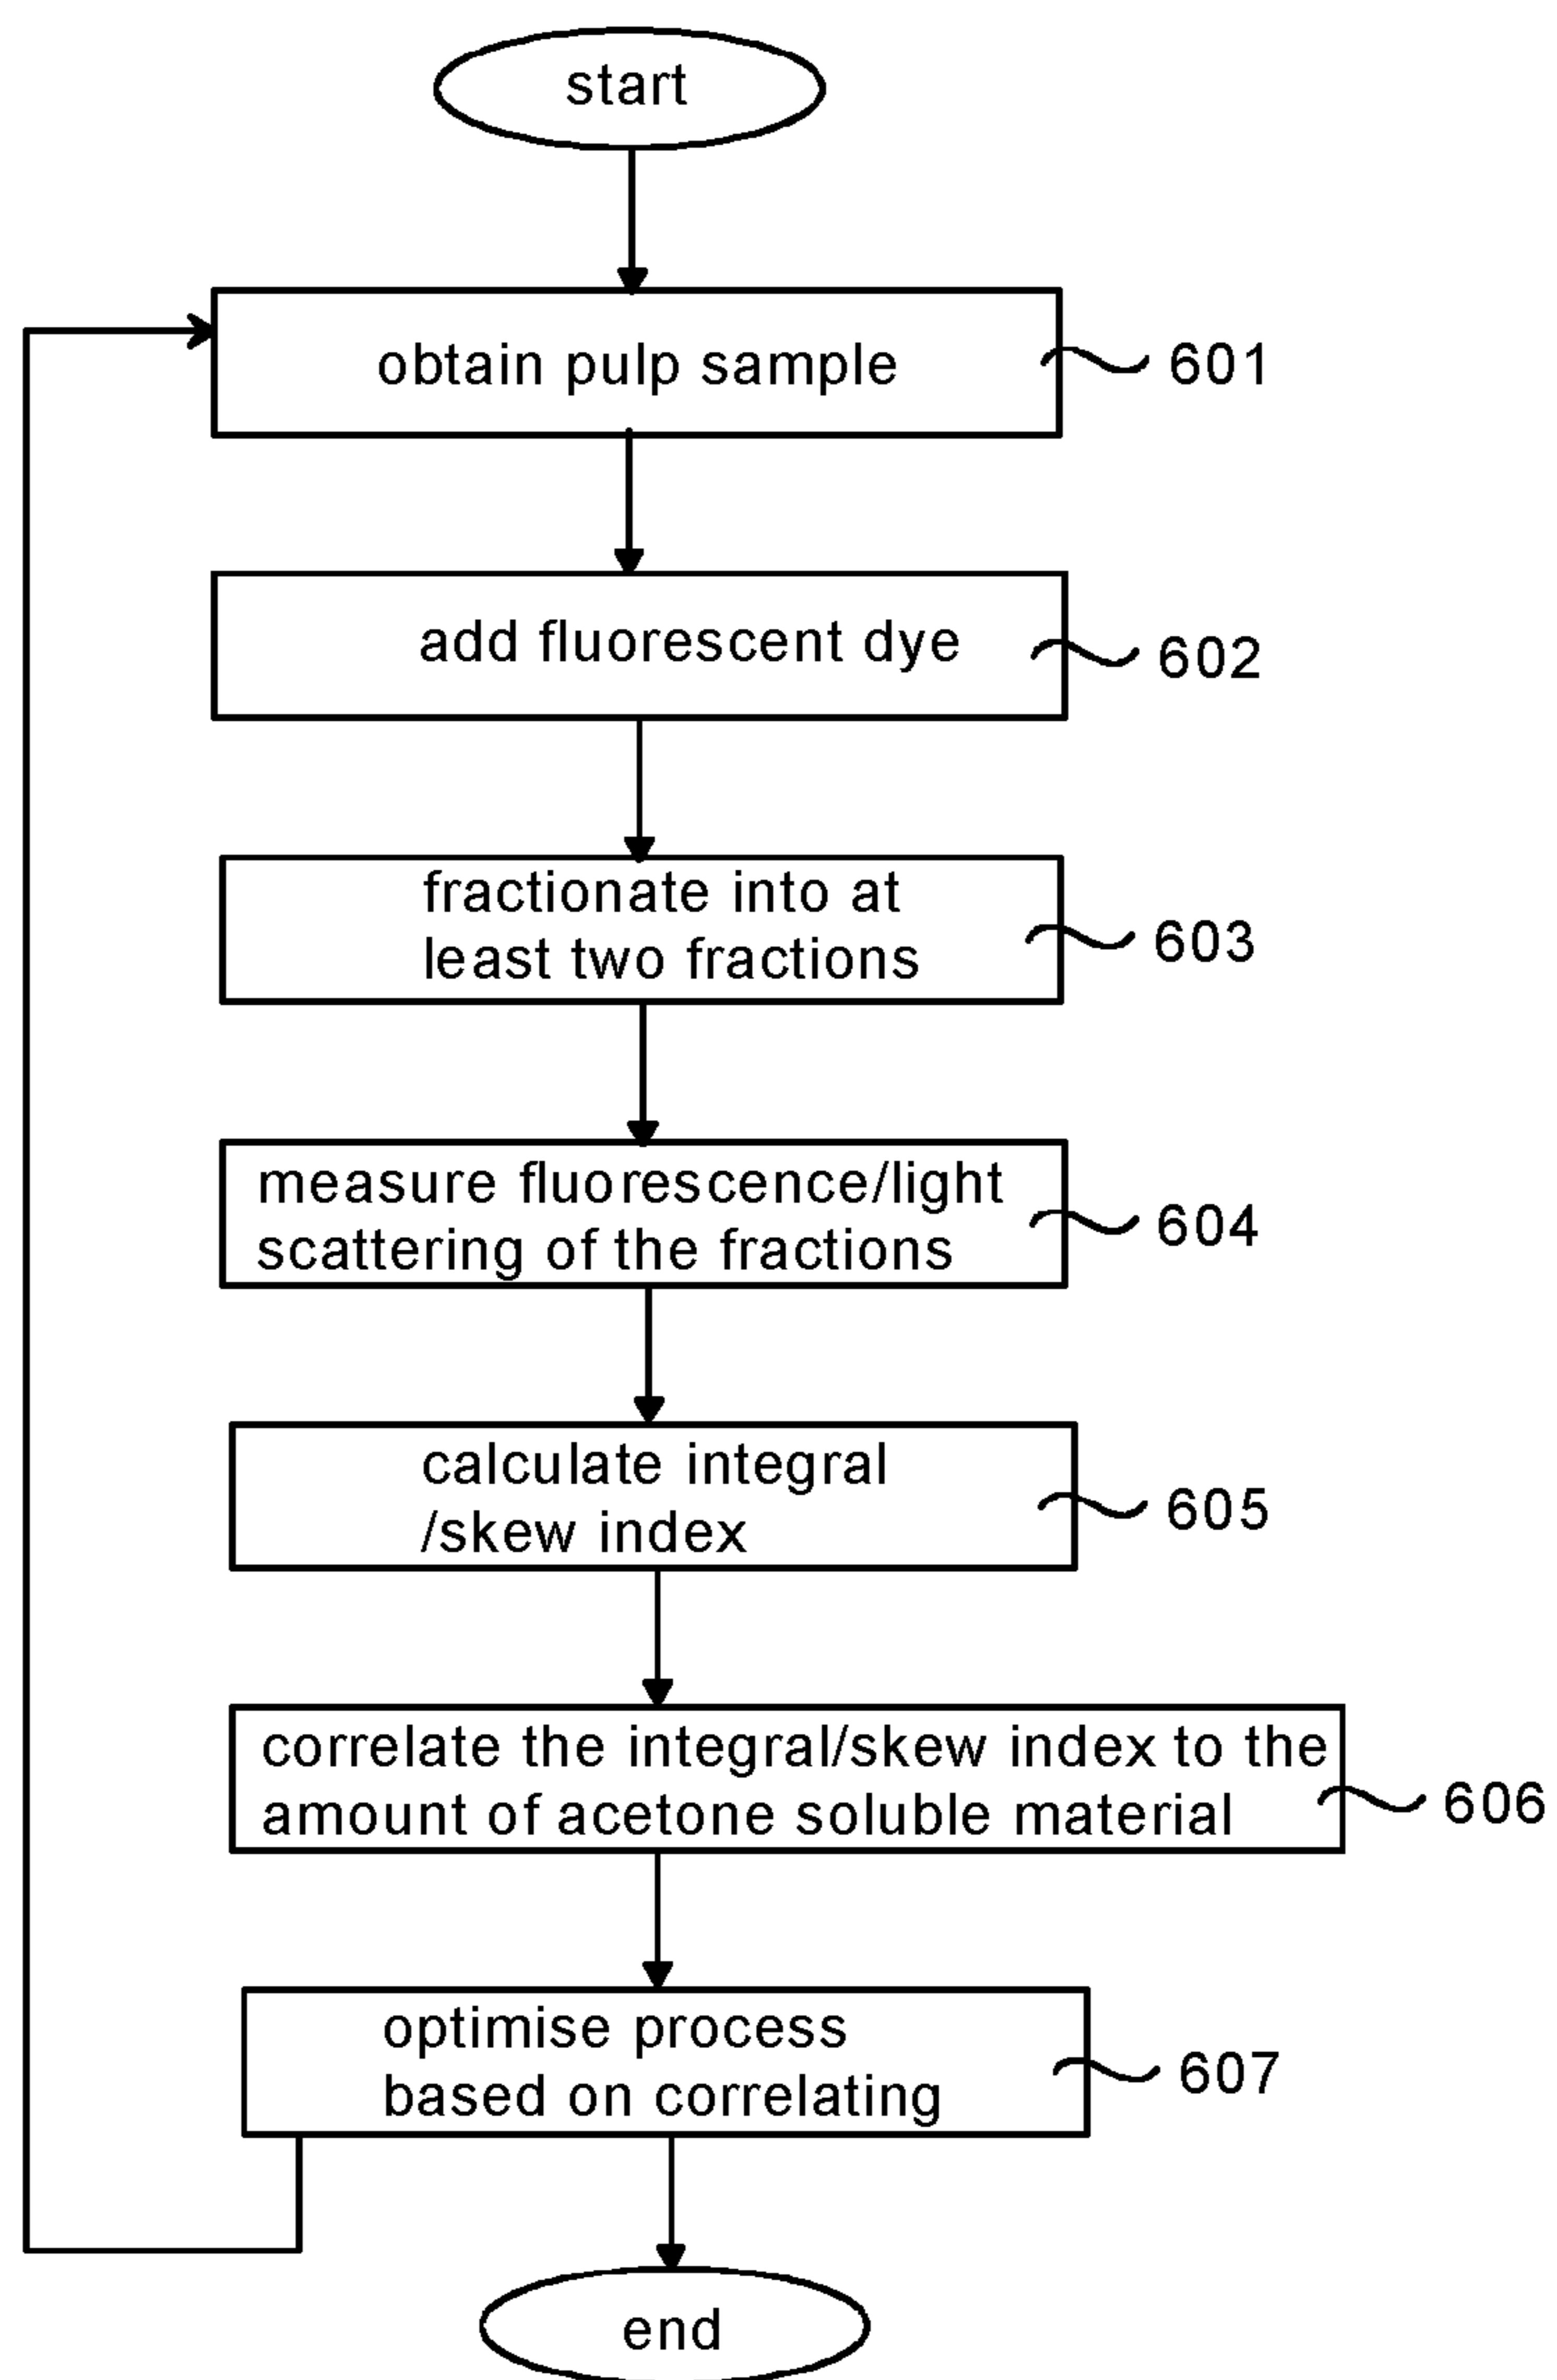 start
obtain pulp sample
601
add fluorescent dye
602
fractionate into at
least two fractions
603
measure fluorescence/light
scattering of the fractions
604
calculate integral
/skew index
605
correlate the integral/skew index to the
amount of acetone soluble material
606
optimise process
based on correlating
607
end